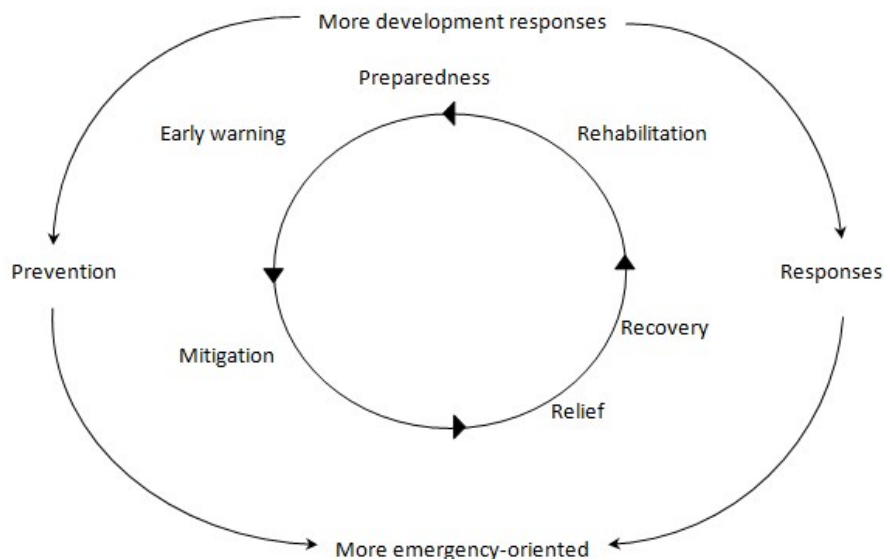 More development responses
Preparedness
Early warning
Rehabilitation
Prevention
Responses
Recovery
Mitigation
Relief
More emergency-oriented